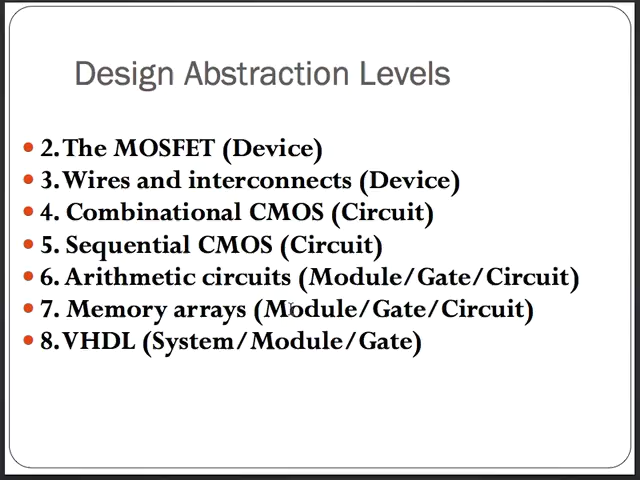 Design Abstraction Levels
2. The MOSFET (Device)
3. Wires and interconnects (Device)
4. Combinational CMOS (Circuit)
5. Sequential CMOS (Circuit)
6. Arithmetic circuits (Module/Gate/Circuit)
7. Memory arrays (Module/Gate/Circuit)
8. VHDL (System/Module/Gate)